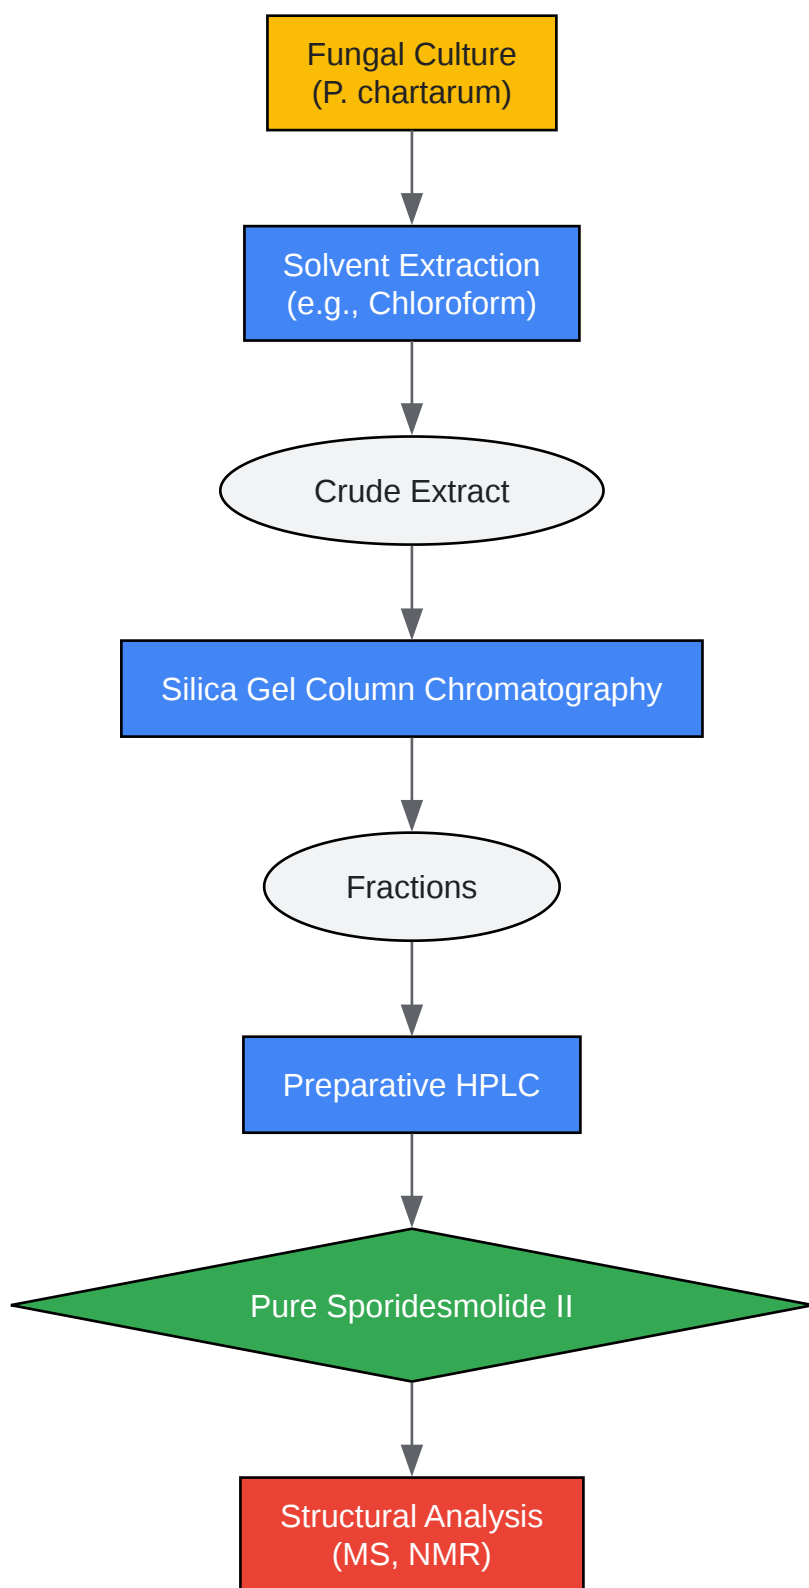 Fungal Culture
(P. chartarum)
Solvent Extraction
(e.g., Chloroform)
Crude Extract
Silica Gel Column Chromatography
Fractions
Preparative HPLC
Pure Sporidesmolide II
Structural Analysis
(MS, NMR)